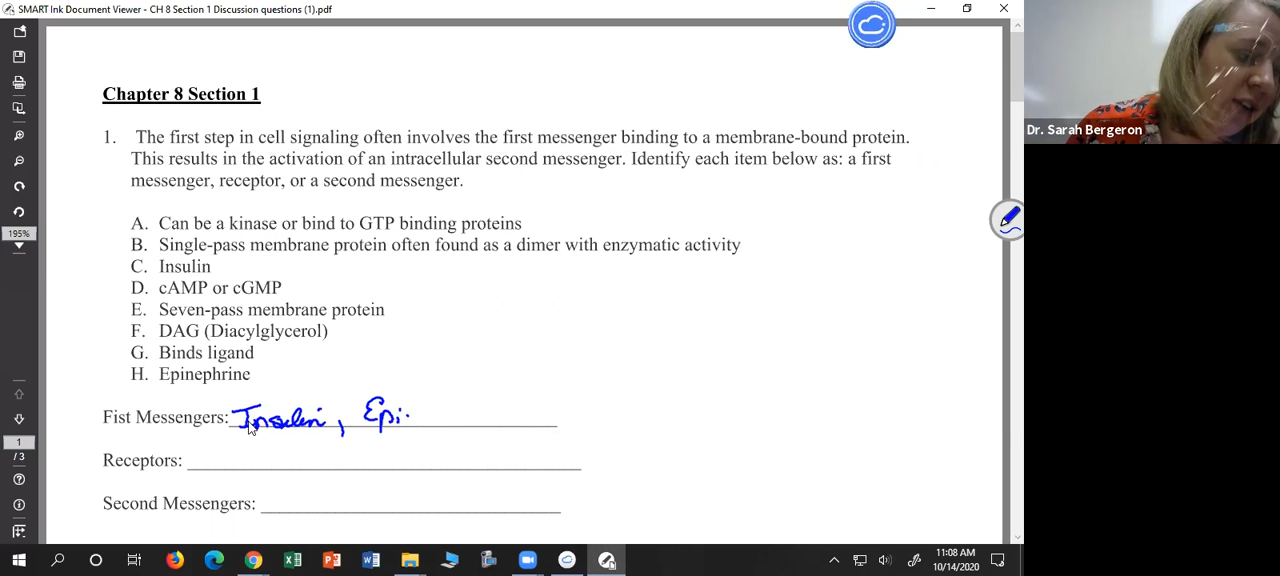 SMART Ink Document Viewer - CH 8 Section 1 Discussion questions (1).pdf
Chapter 8 Section 1
1. The first step in cell signaling often involves the first messenger binding to a membrane-bound protein.
This results in the activation of an intracellular second messenger. Identify each item below as: a first
messenger, receptor, or a second messenger.
A. Can be a kinase or bind to GTP binding proteins
B. Single-pass membrane protein often found as a dimer with enzymatic activity
C. Insulin
D. cAMP or cGMP
E. Seven-pass membrane protein
F. DAG (Diacylglycerol)
G. Binds ligand
H. Epinephrine
Fist Messengers: Insulin, Epi.
Receptors:
Second Messengers:
195%
1
/ 3
Dr. Sarah Bergeron
11:08 AM
10/14/2020